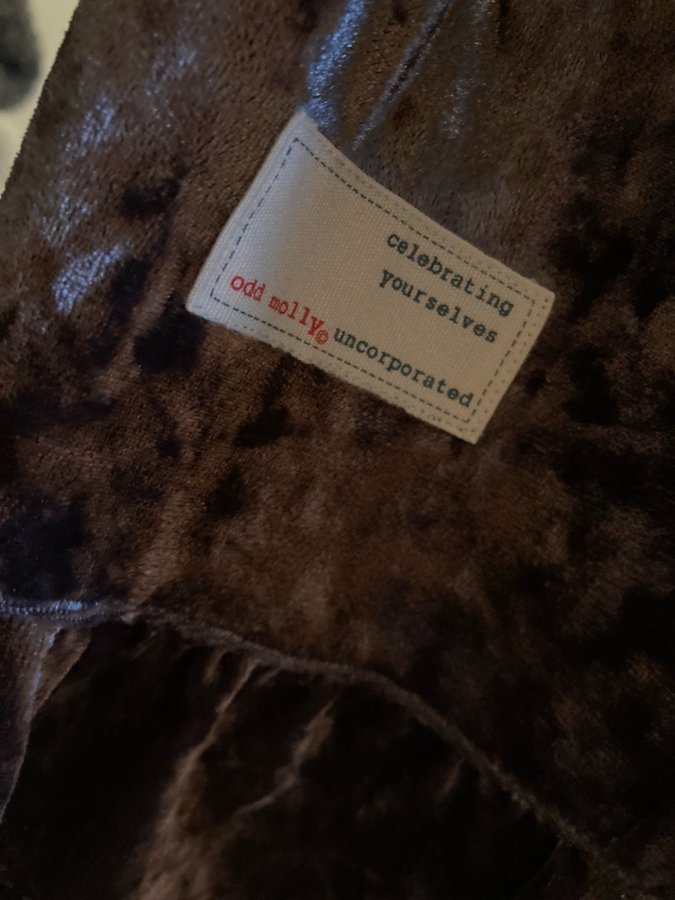 celebrating
yourselves
odd molly© uncorporated